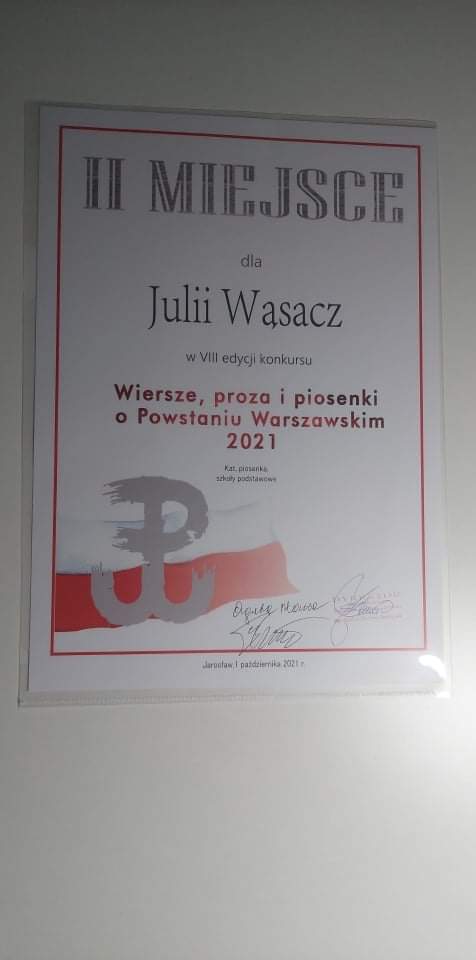 II MIEJSCE
dla
Julii Wąsacz
w VIII edycji konkursu
Wiersze, proza i piosenki
o Powstaniu Warszawskim
2021
Kat. piosenka,
szkoły podstawowe
Jarosław, 1 października 2021 r.